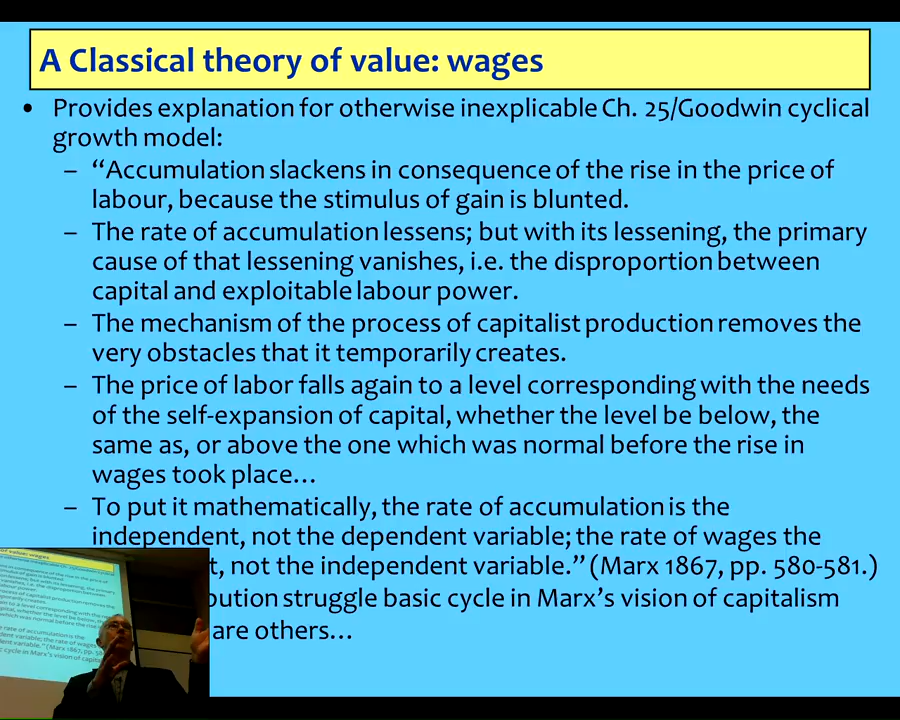 A Classical theory of value: wages
• Provides explanation for otherwise inexplicable Ch. 25/Goodwin cyclical
growth model:
– “Accumulation slackens in consequence of the rise in the price of
labour, because the stimulus of gain is blunted.
– The rate of accumulation lessens; but with its lessening, the primary
cause of that lessening vanishes, i.e. the disproportion between
capital and exploitable labour power.
– The mechanism of the process of capitalist production removes the
very obstacles that it temporarily creates.
– The price of labor falls again to a level corresponding with the needs
of the self-expansion of capital, whether the level be below, the
same as, or above the one which was normal before the rise in
wages took place…
– To put it mathematically, the rate of accumulation is the
independent, not the dependent variable; the rate of wages the
t, not the independent variable.” (Marx 1867, pp. 580-581.)
bution struggle basic cycle in Marx’s vision of capitalism
are others…